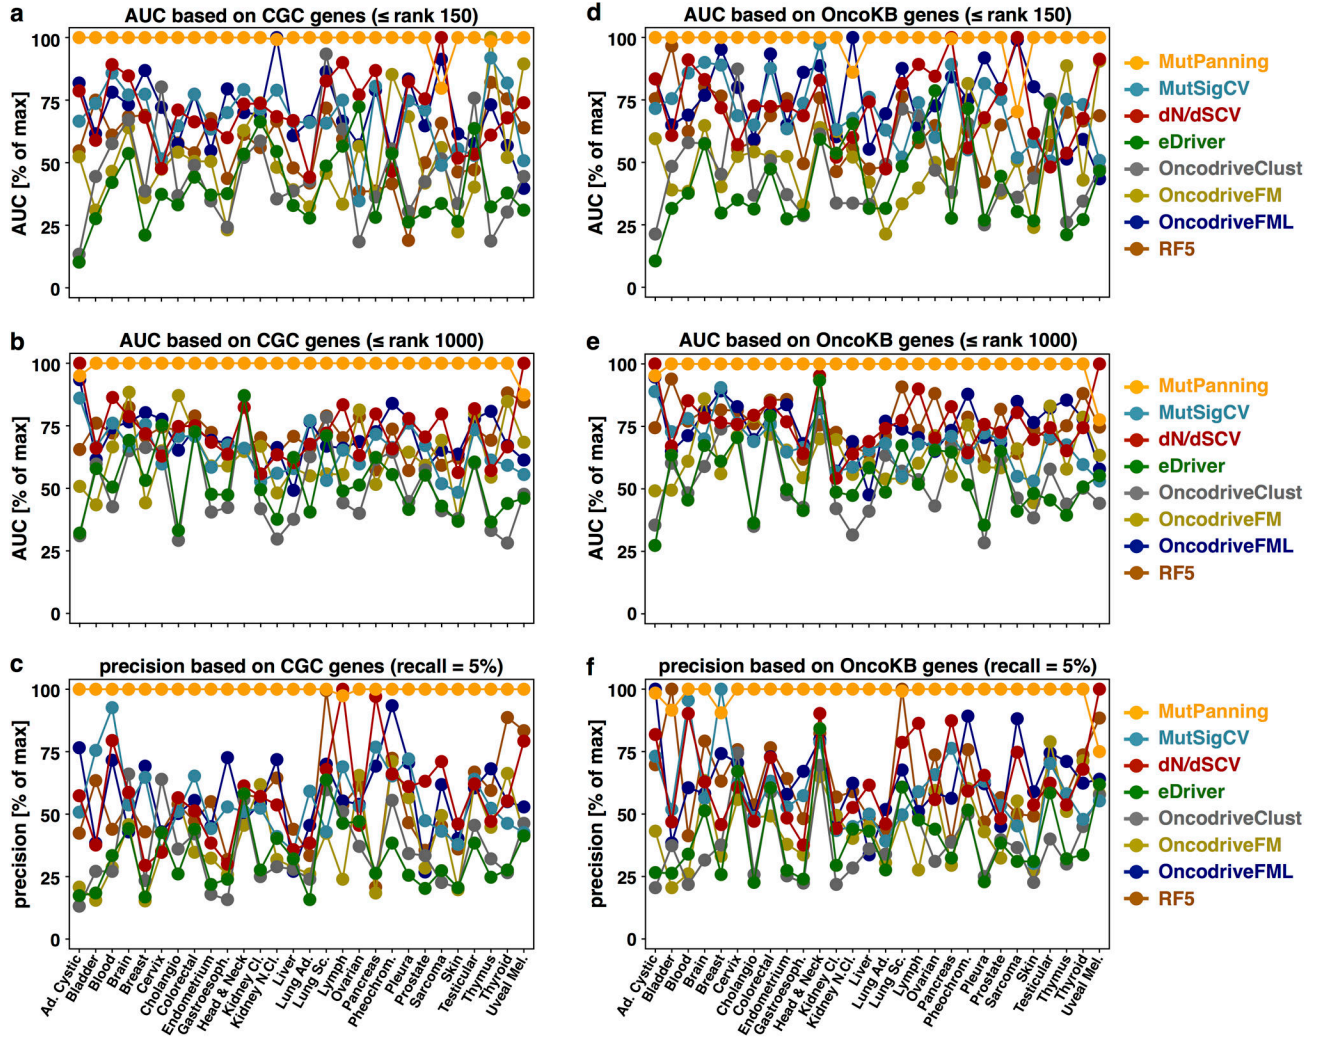 a
AUC based on CGC genes (≤ rank 150)
AUC [% of max]
100
75
50
25
0
d
AUC based on OncoKB genes (≤ rank 150)
AUC [% of max]
100
75
50
25
0
MutPanning
MutSigCV
dN/dSCV
eDriver
OncodriveClust
OncodriveFM
OncodriveFML
RF5
b
AUC based on CGC genes (≤ rank 1000)
AUC [% of max]
100
75
50
25
0
e
AUC based on OncoKB genes (≤ rank 1000)
AUC [% of max]
100
75
50
25
0
MutPanning
MutSigCV
dN/dSCV
eDriver
OncodriveClust
OncodriveFM
OncodriveFML
RF5
c
precision based on CGC genes (recall = 5%)
precision [% of max]
100
75
50
25
0
Ad. Cystic
Bladder
Blood
Brain
Breast
Cervix
Cholangio
Colorectal
Endometrium
Gastroesoph.
Head & Neck
Kidney Cl.
Kidney N.Cl.
Liver
Lung Ad.
Lung Sc.
Lymph
Ovarian
Pancreas
Pheochrom.
Pleura
Prostate
Sarcoma
Skin
Testicular
Thymus
Thyroid
Uveal Mel.
f
precision based on OncoKB genes (recall = 5%)
precision [% of max]
100
75
50
25
0
Ad. Cystic
Bladder
Blood
Brain
Breast
Cervix
Cholangio
Colorectal
Endometrium
Gastroesoph.
Head & Neck
Kidney Cl.
Kidney N.Cl.
Liver
Lung Ad.
Lung Sc.
Lymph
Ovarian
Pancreas
Pheochrom.
Pleura
Prostate
Sarcoma
Skin
Testicular
Thymus
Thyroid
Uveal Mel.
MutPanning
MutSigCV
dN/dSCV
eDriver
OncodriveClust
OncodriveFM
OncodriveFML
RF5